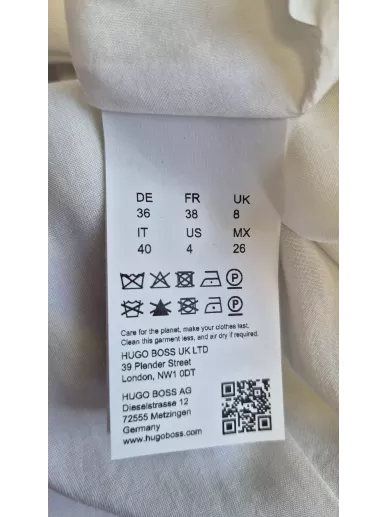 DE FR UK
36 38 8
IT US MX
40 4 26
Care for the planet, make your clothes last.
Clean this garment less, and air dry if required.
HUGO BOSS UK LTD
39 Plender Street
London, NW1 0DT
HUGO BOSS AG
Dieselstrasse 12
72555 Metzingen
Germany
www.hugoboss.com